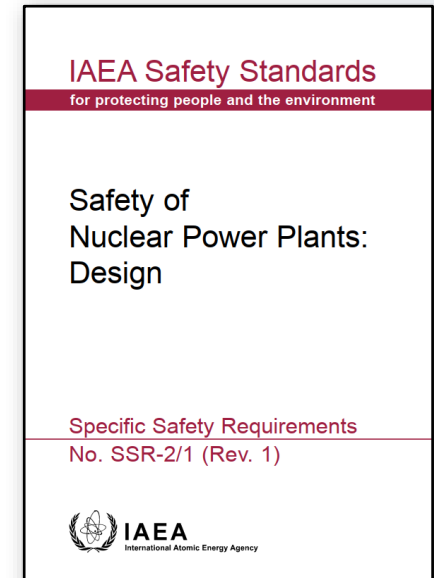 IAEA Safety Standards
for protecting people and the environment
Safety of
Nuclear Power Plants:
Design
Specific Safety Requirements
No. SSR-2/1 (Rev. 1)
IAEA
International Atomic Energy Agency